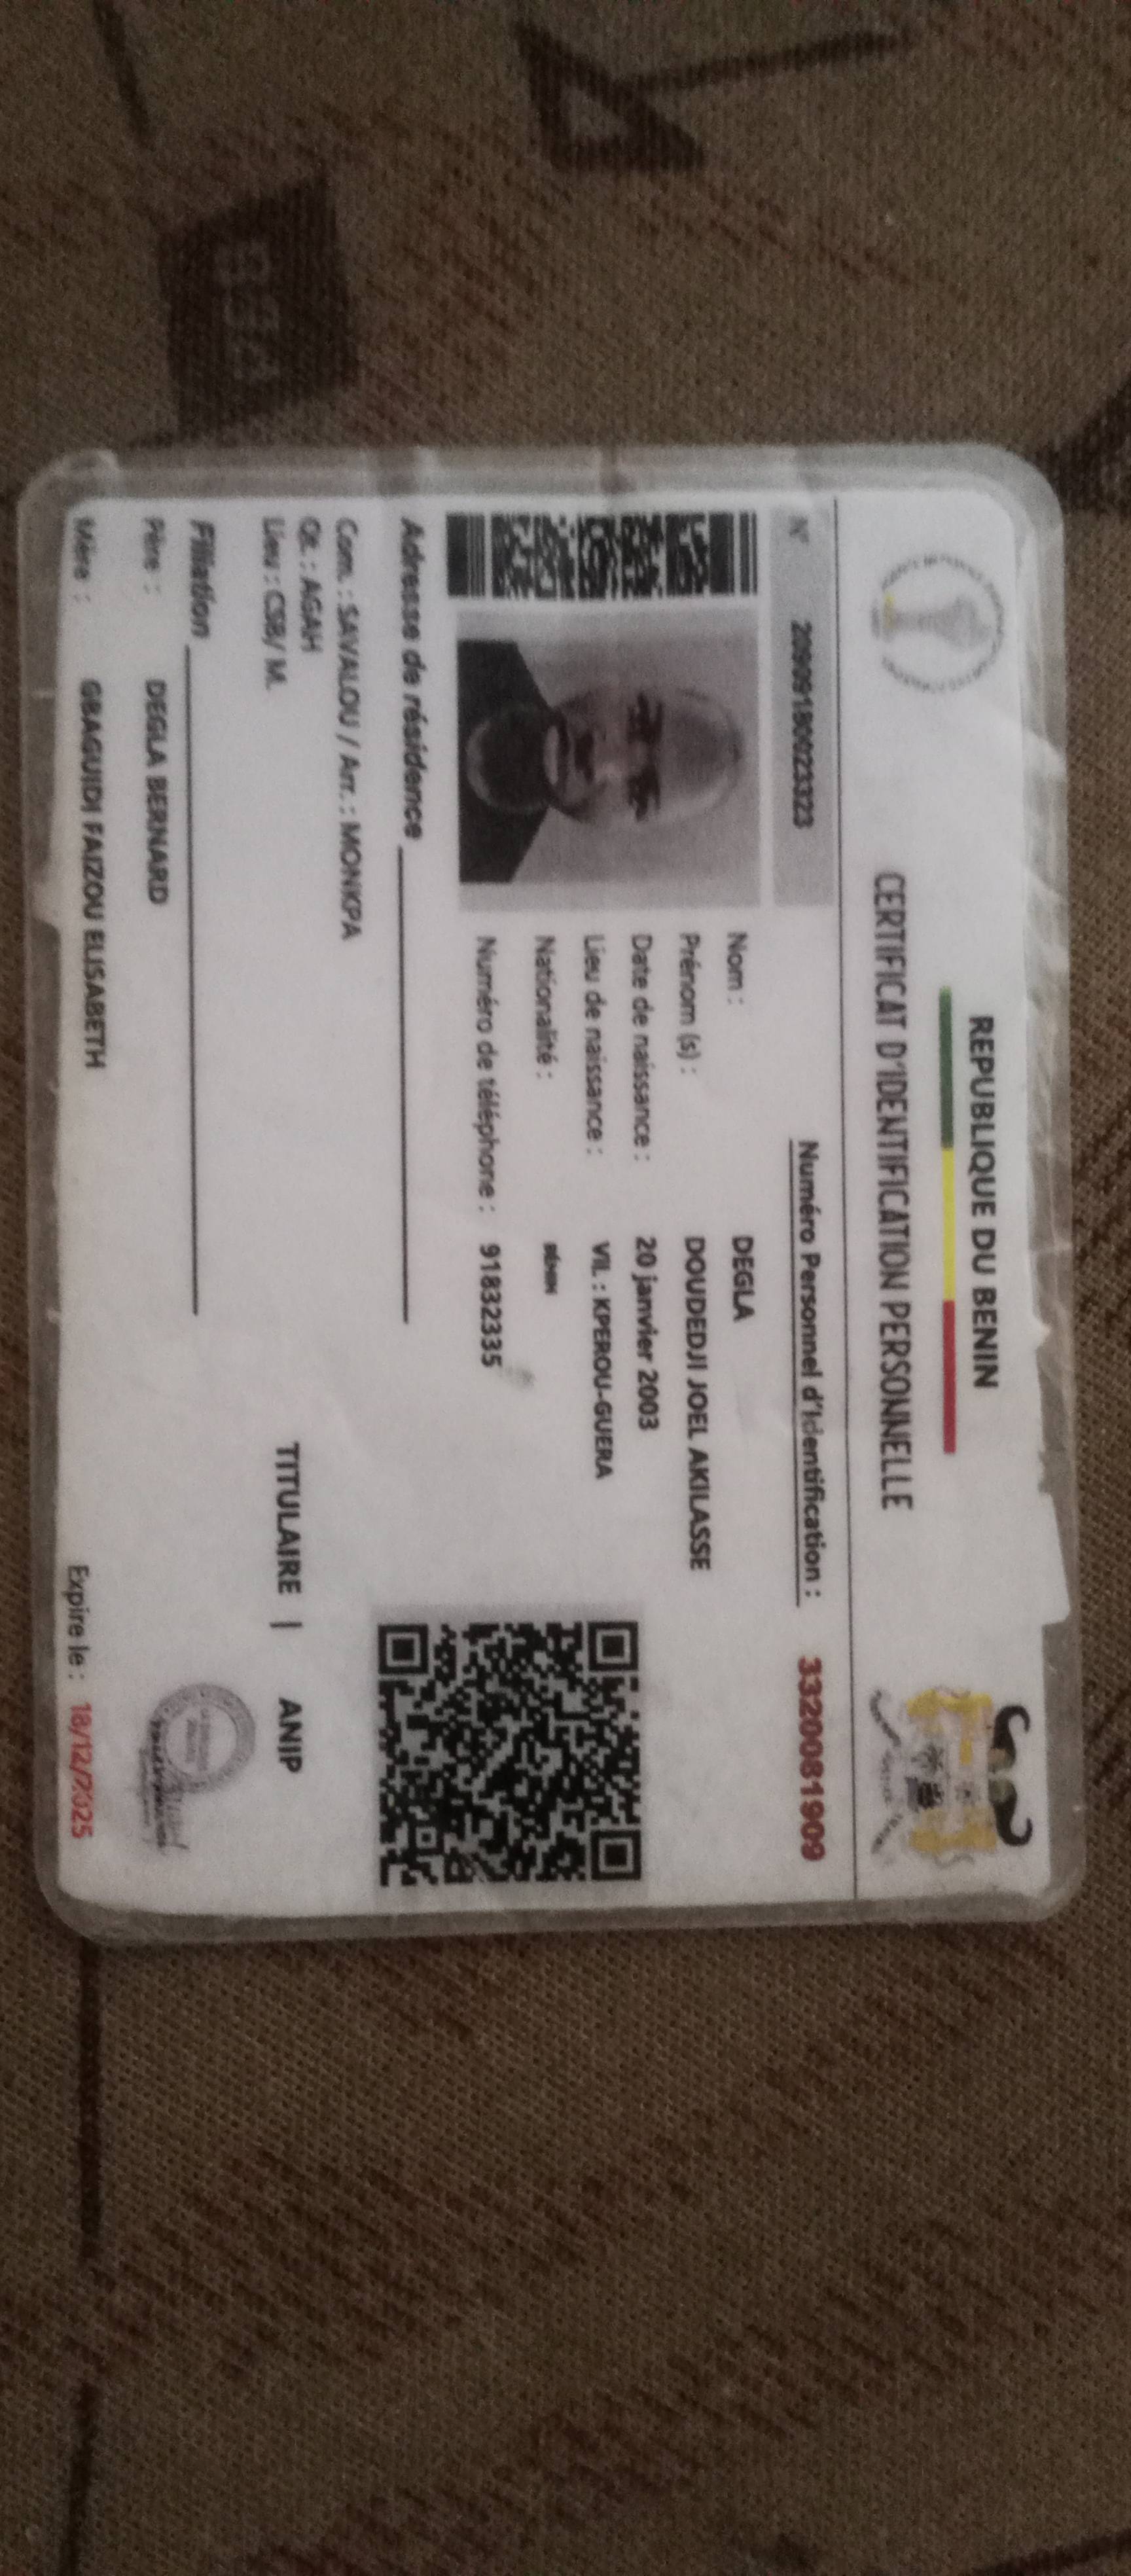 REPUBLIQUE DU BENIN
CERTIFICAT D'IDENTIFICATION PERSONNELLE
N° 20909180023323
Numéro Personnel d'Identification : 3320081909
Nom : DEGLA
Prénom (s) : DOUDEDJI JOEL AKILASSE
Date de naissance : 20 janvier 2003
Lieu de naissance : VIL : KPEROU-GUERA
Nationalité : BÉNIN
Numéro de téléphone : 91832335
Adresse de résidence
Com. : SAVALOU / Arr. : MONKPA
Qt. : AGAH
Lieu : CSB/ M.
TITULAIRE | ANIP
Filiation
Père : DEGLA BERNARD
Mère : GBAGUIDI FAIZOU ELISABETH
Expire le : 18/12/2025